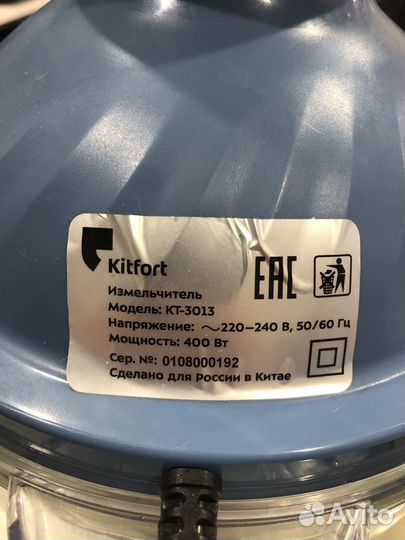 Kitfort
EAC
Измельчитель
Модель: КТ-3013
Напряжение: ~220–240 В, 50/60 Гц
Мощность: 400 Вт
Сер. №: 0108000192
Сделано для России в Китае
Avito